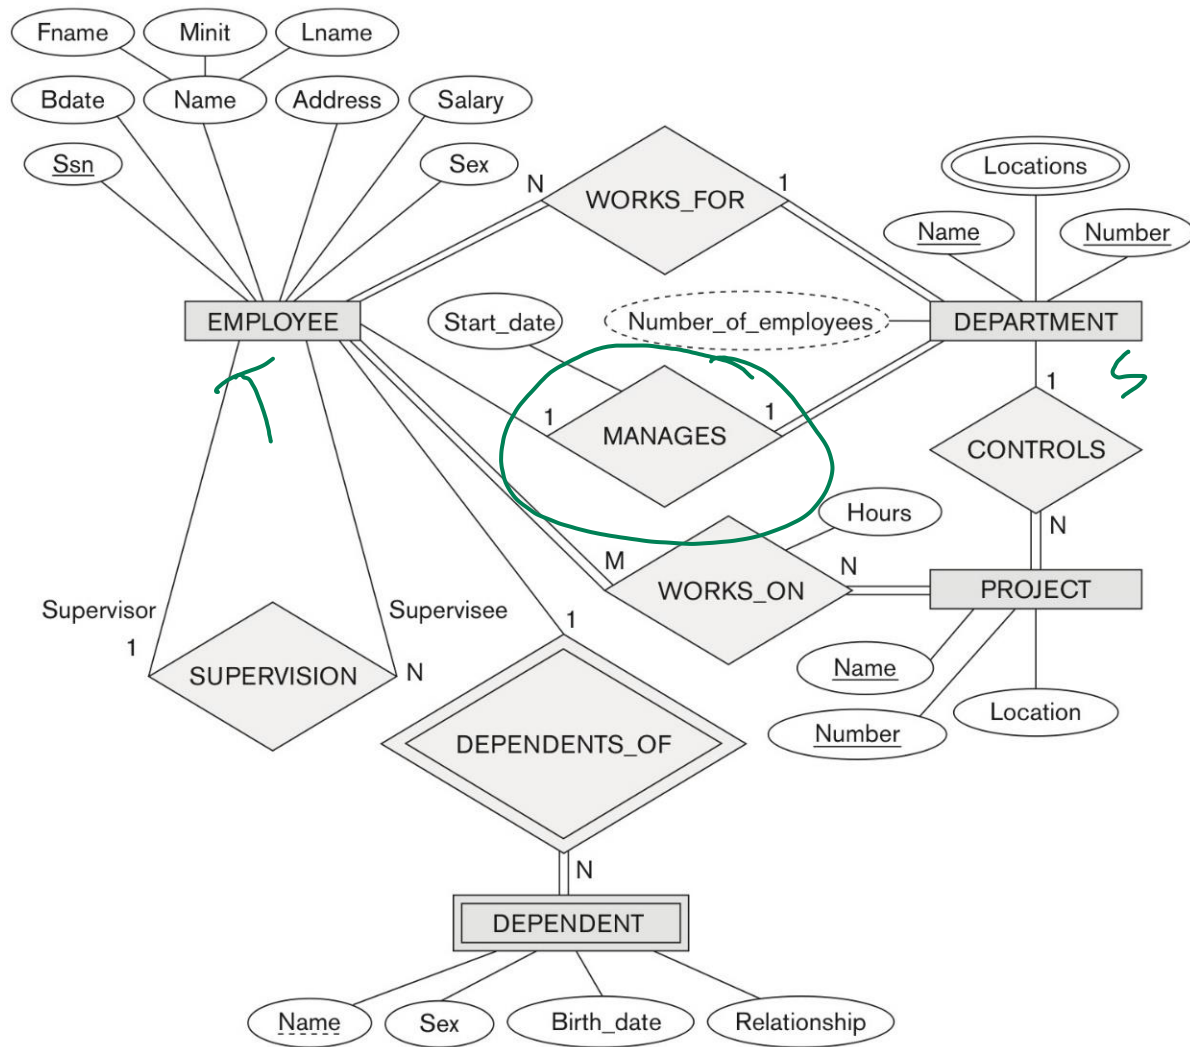 Fname Minit Lname
Bdate Name Address Salary
Ssn Sex
N WORKS_FOR 1
Locations
Name Number
EMPLOYEE Start_date Number_of_employees DEPARTMENT
T S
1 MANAGES 1
1
CONTROLS
N
Hours
M WORKS_ON N
PROJECT
Supervisor Supervisee
1 SUPERVISION N
1
Name
Number Location
DEPENDENTS_OF
N
DEPENDENT
Name Sex Birth_date Relationship